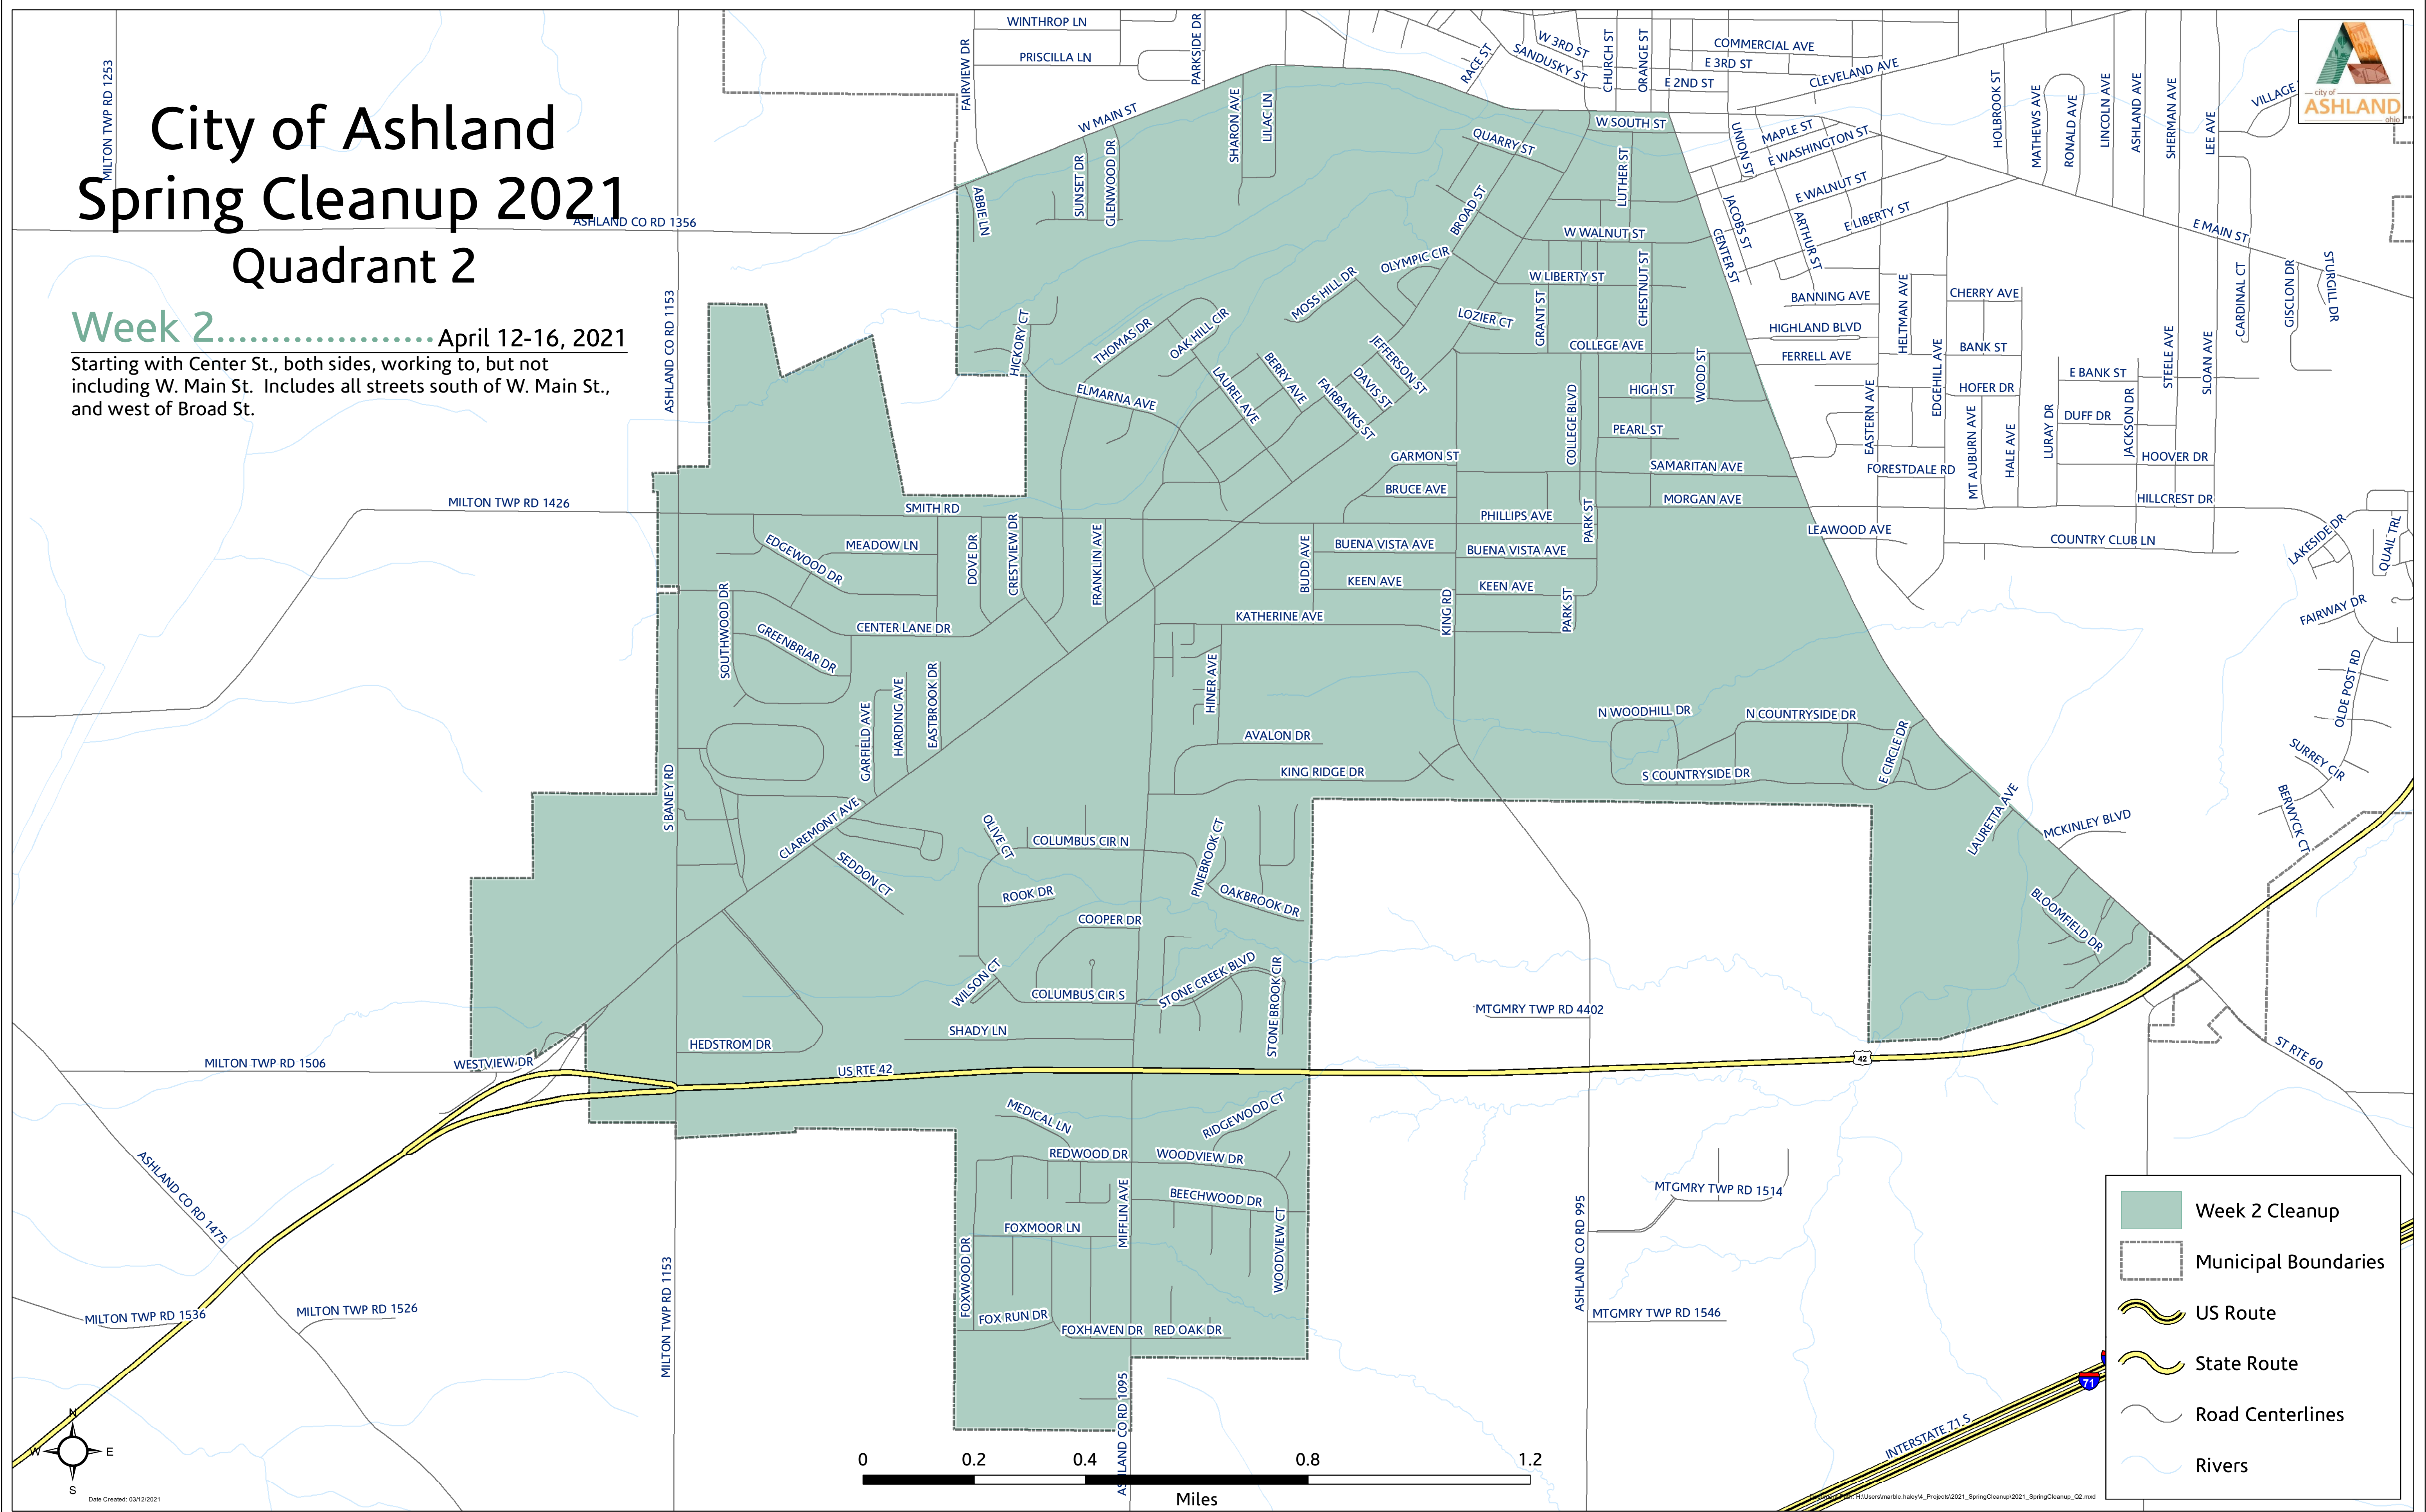 City of Ashland
Spring Cleanup 2021
Quadrant 2
Week 2....................April 12-16, 2021
Starting with Center St., both sides, working to, but not
including W. Main St.  Includes all streets south of W. Main St.,
and west of Broad St.
city of
ASHLAND
ohio
WINTHROP LN
PRISCILLA LN
FAIRVIEW DR
PARKSIDE DR
W MAIN ST
RACE ST
W 3RD ST
SANDUSKY ST
CHURCH ST
ORANGE ST
COMMERCIAL AVE
E 3RD ST
E 2ND ST
CLEVELAND AVE
HOLBROOK ST
MATHEWS AVE
RONALD AVE
LINCOLN AVE
ASHLAND AVE
SHERMAN AVE
LEE AVE
VILLAGE
MILTON TWP RD 1253
ASHLAND CO RD 1356
ASHLAND CO RD 1153
ABBIE LN
SUNSET DR
GLENWOOD DR
SHARON AVE
LILAC LN
QUARRY ST
W SOUTH ST
LUTHER ST
BROAD ST
W WALNUT ST
UNION ST
MAPLE ST
E WASHINGTON ST
E WALNUT ST
E LIBERTY ST
JACOBS ST
CENTER ST
ARTHUR ST
E MAIN ST
OLYMPIC CIR
MOSS HILL DR
W LIBERTY ST
LOZIER CT
GRANT ST
CHESTNUT ST
BANNING AVE
HELTMAN AVE
CHERRY AVE
CARDINAL CT
GISCLON DR
STURGILL DR
HICKORY CT
THOMAS DR
OAK HILL CIR
HIGHLAND BLVD
COLLEGE AVE
WOOD ST
FERRELL AVE
BANK ST
EDGEHILL AVE
STEELE AVE
SLOAN AVE
ELMARNA AVE
LAUREL AVE
BERRY AVE
FAIRBANKS ST
DAVIS ST
JEFFERSON ST
COLLEGE BLVD
HIGH ST
PEARL ST
EASTERN AVE
HOFER DR
E BANK ST
MT AUBURN AVE
HALE AVE
LURAY DR
DUFF DR
JACKSON DR
HOOVER DR
GARMON ST
SAMARITAN AVE
FORESTDALE RD
BRUCE AVE
MORGAN AVE
HILLCREST DR
MILTON TWP RD 1426
SMITH RD
PHILLIPS AVE
PARK ST
LEAWOOD AVE
COUNTRY CLUB LN
LAKESIDE DR
QUAIL TRL
EDGEWOOD DR
MEADOW LN
DOVE DR
CRESTVIEW DR
FRANKLIN AVE
BUDD AVE
BUENA VISTA AVE
BUENA VISTA AVE
KEEN AVE
KEEN AVE
KING RD
PARK ST
SOUTHWOOD DR
GREENBRIAR DR
CENTER LANE DR
KATHERINE AVE
FAIRWAY DR
GARFIELD AVE
HARDING AVE
EASTBROOK DR
HINER AVE
N WOODHILL DR
N COUNTRYSIDE DR
OLDE POST RD
AVALON DR
E CIRCLE DR
S BANEY RD
KING RIDGE DR
S COUNTRYSIDE DR
SURREY CIR
CLAREMONT AVE
SEDDON CT
OLIVE CT
COLUMBUS CIR N
PINEBROOK CT
LAURETTA AVE
MCKINLEY BLVD
BERWYCK CT
ROOK DR
OAKBROOK DR
COOPER DR
BLOOMFIELD DR
WILSON CT
COLUMBUS CIR S
STONE CREEK BLVD
STONE BROOK CIR
MTGMRY TWP RD 4402
SHADY LN
HEDSTROM DR
MILTON TWP RD 1506
WESTVIEW DR
US RTE 42
42
ST RTE 60
MEDICAL LN
RIDGEWOOD CT
REDWOOD DR
WOODVIEW DR
ASHLAND CO RD 1475
BEECHWOOD DR
MIFFLIN AVE
WOODVIEW CT
FOXMOOR LN
FOXWOOD DR
MTGMRY TWP RD 1514
ASHLAND CO RD 995
MILTON TWP RD 1153
MILTON TWP RD 1536
MILTON TWP RD 1526
FOX RUN DR
FOXHAVEN DR
RED OAK DR
MTGMRY TWP RD 1546
ASHLAND CO RD 1095
INTERSTATE 71 S
71
Week 2 Cleanup
Municipal Boundaries
US Route
State Route
Road Centerlines
Rivers
N
W
E
S
0 0.2 0.4 0.8 1.2
Miles
Date Created: 03/12/2021
H:\Users\marble.haley\4_Projects\2021_SpringCleanup\2021_SpringCleanup_Q2.mxd